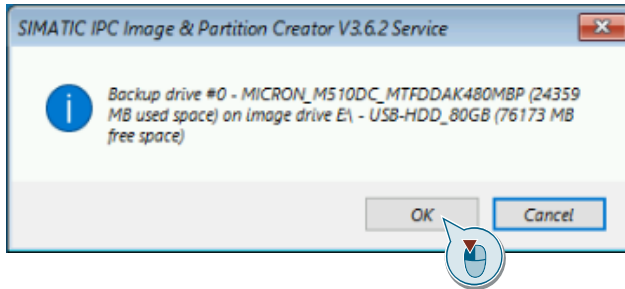 SIMATIC IPC Image & Partition Creator V3.6.2 Service
Backup drive #0 - MICRON_M510DC_MTFDDAK480MBP (24359
MB used space) on image drive E:\ - USB-HDD_80GB (76173 MB
free space)
OK
Cancel